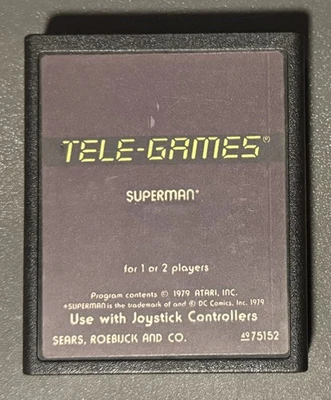 TELE-GAMES®
SUPERMAN*
for 1 or 2 players
Program contents © 1979 ATARI, INC.
*SUPERMAN is the trademark of and ® DC Comics, Inc. 1979
Use with Joystick Controllers
SEARS, ROEBUCK AND CO. 49 75152